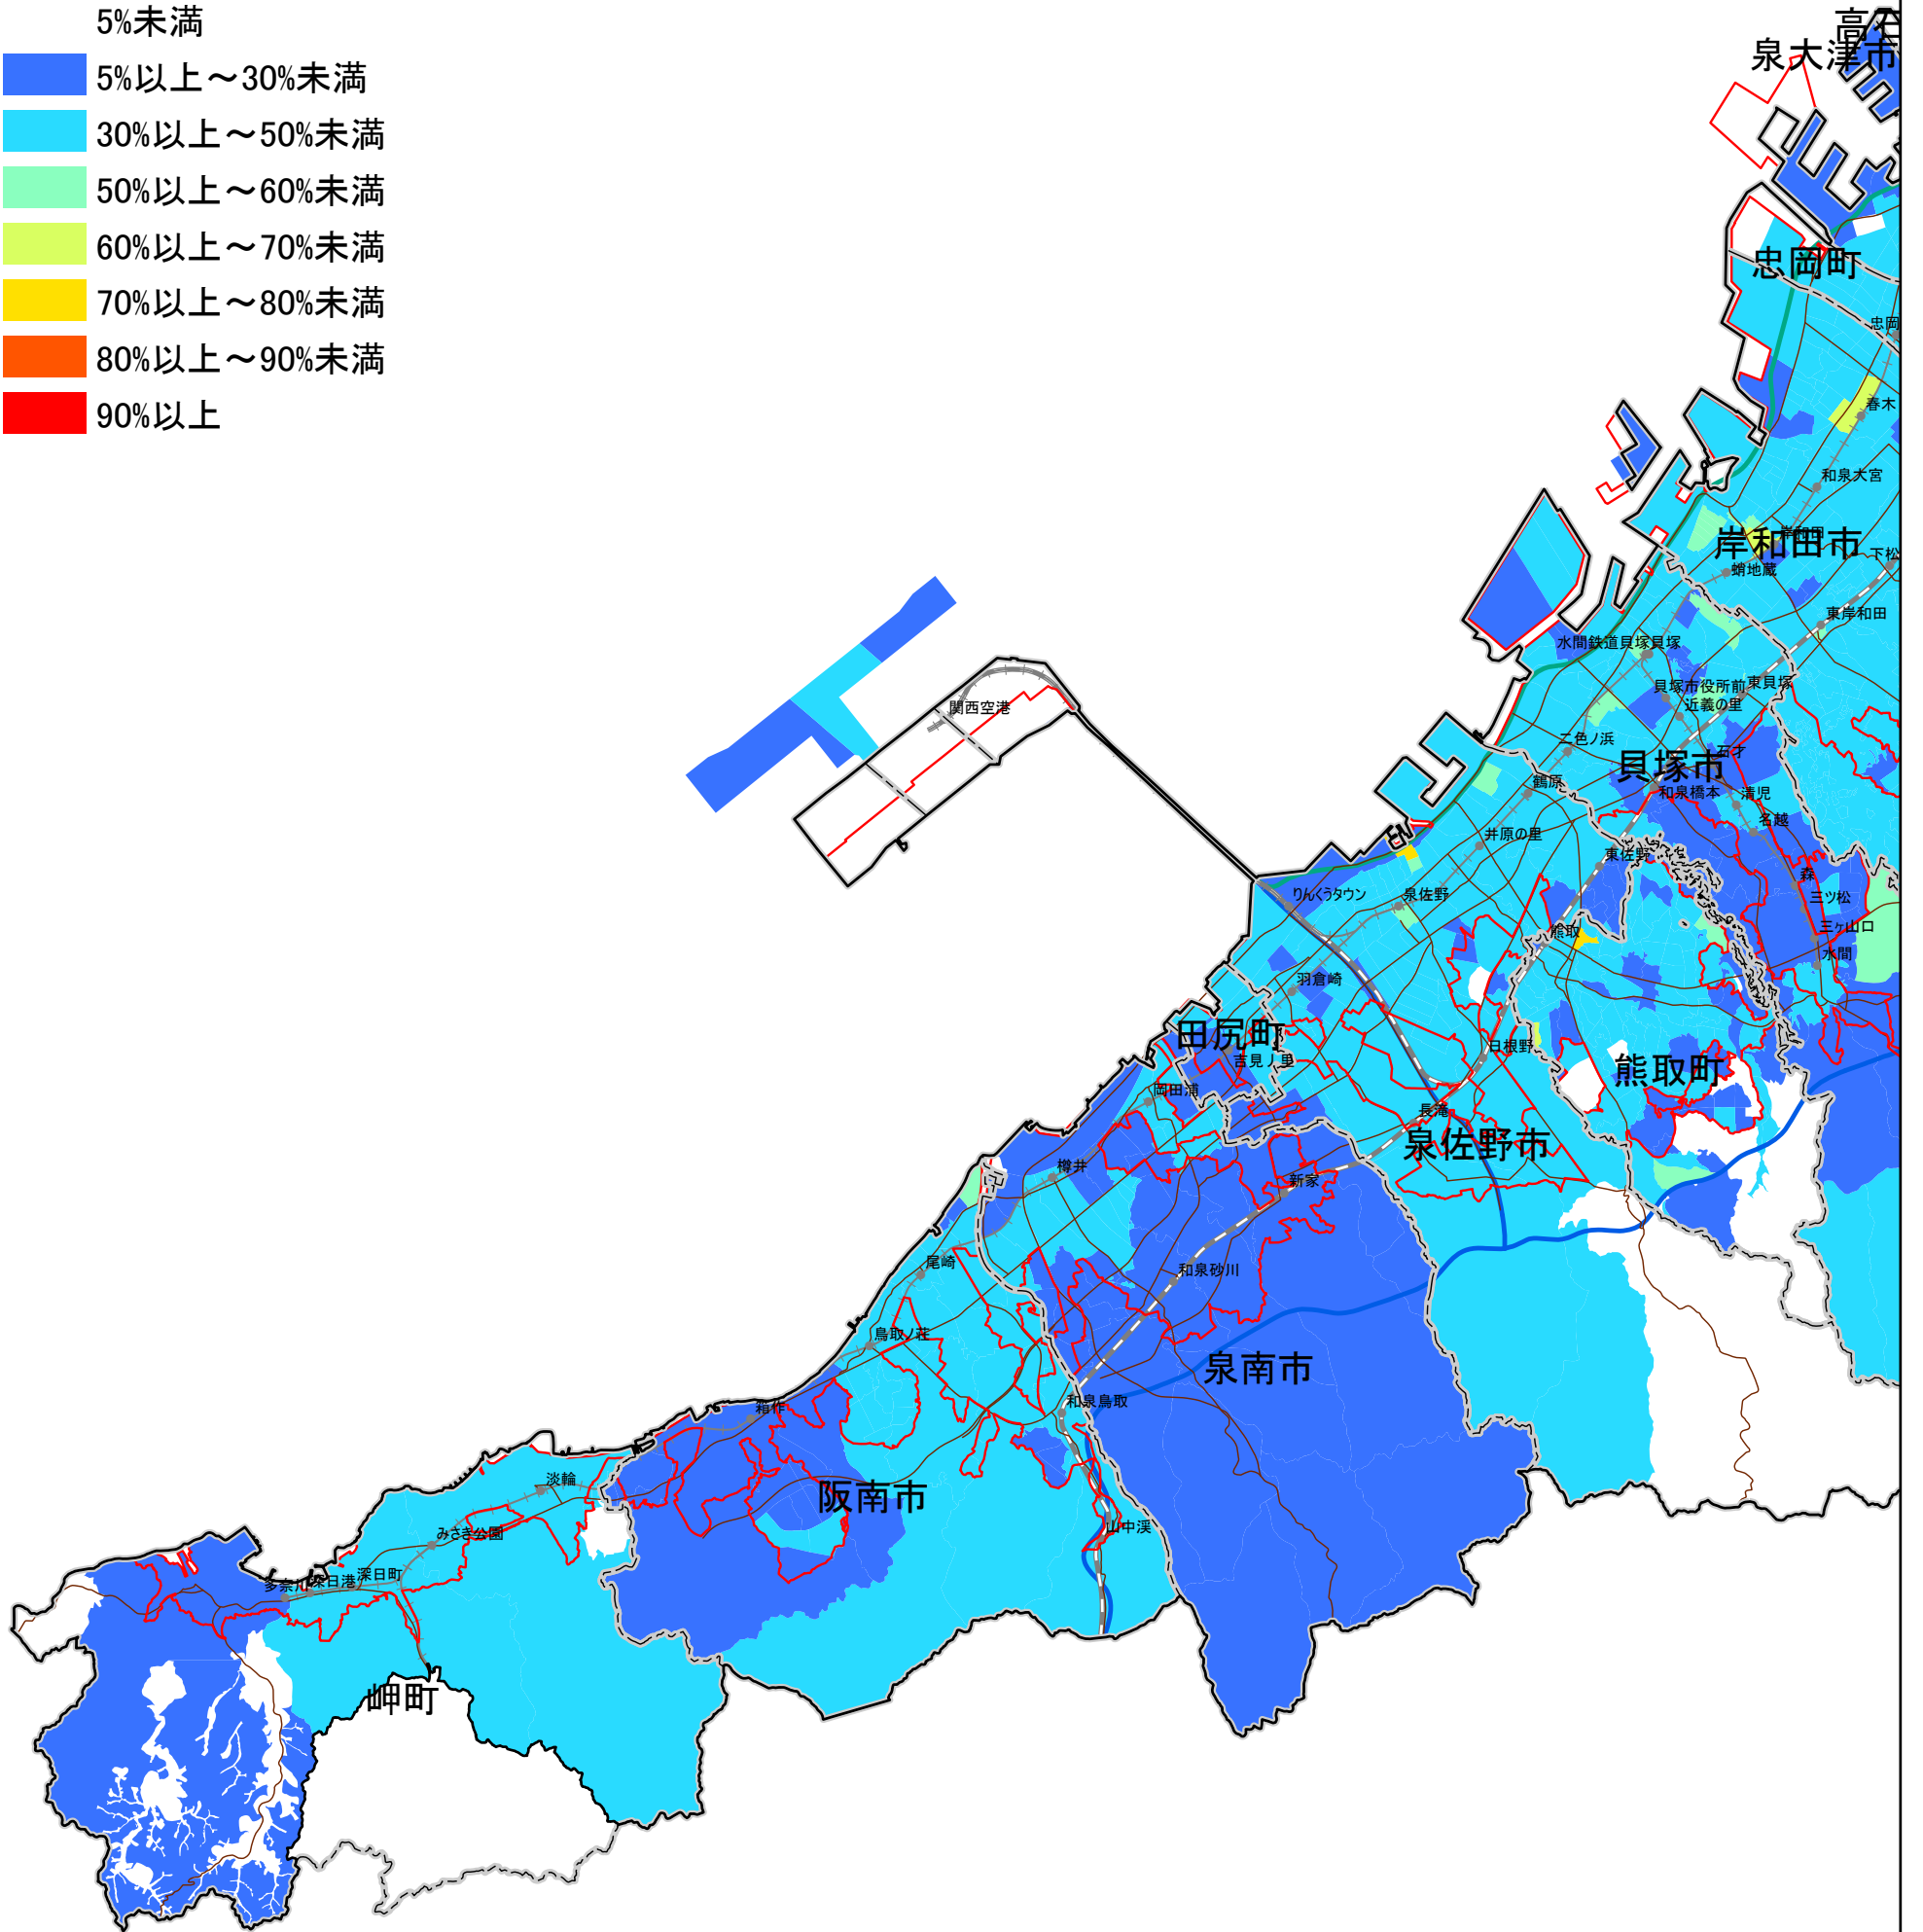 5%未満
5%以上～30%未満
30%以上～50%未満
50%以上～60%未満
60%以上～70%未満
70%以上～80%未満
80%以上～90%未満
90%以上
高石
泉大津市
忠岡町
忠岡
春木
和泉大宮
岸和田市
岸和田
下松
蛸地蔵
東岸和田
水間鉄道貝塚貝塚
貝塚市役所前
東貝塚
近義の里
関西空港
二色ノ浜
石才
貝塚市
鶴原
和泉橋本
清児
名越
井原の里
東佐野
森
りんくうタウン
泉佐野
三ツ松
三ヶ山口
熊取
水間
羽倉崎
田尻町
吉見ノ里
日根野
熊取町
岡田浦
長滝
泉佐野市
樽井
新家
尾崎
和泉砂川
鳥取ノ荘
泉南市
和泉鳥取
箱作
淡輪
阪南市
山中渓
みさき公園
深日町
深日港
多奈川
岬町